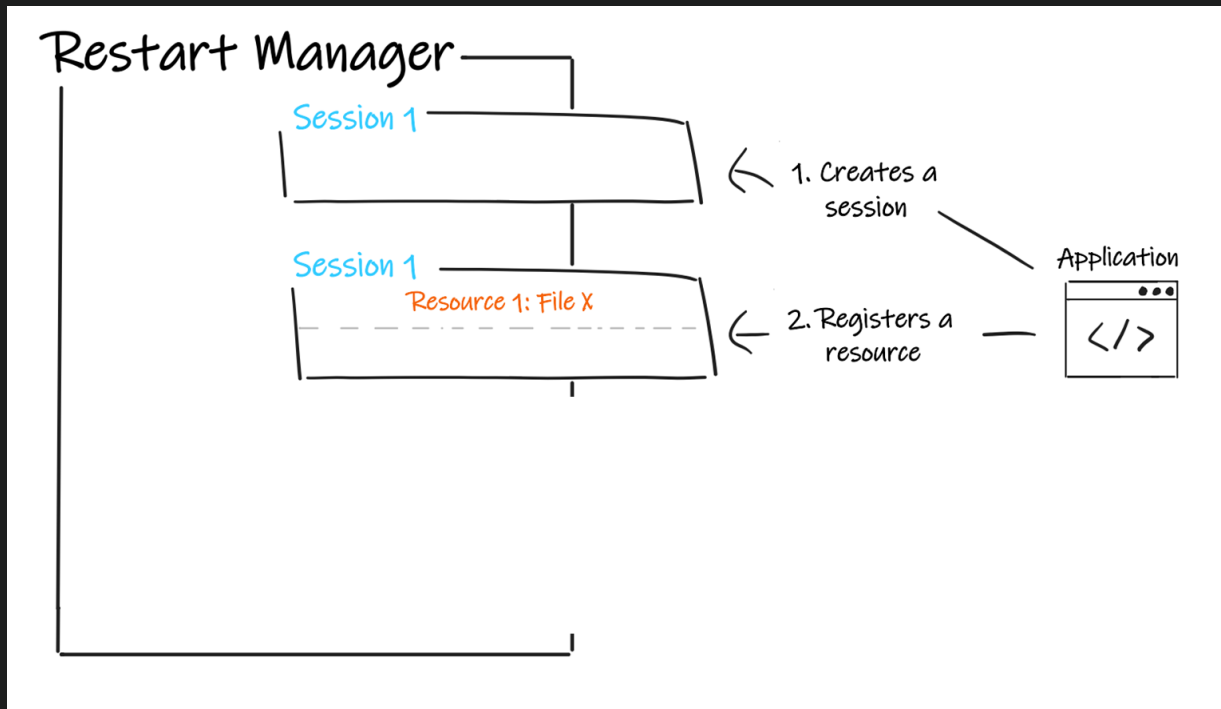 Restart Manager
Session 1
1. Creates a
session
Session 1
Resource 1: File X
2. Registers a
resource
Application
</>